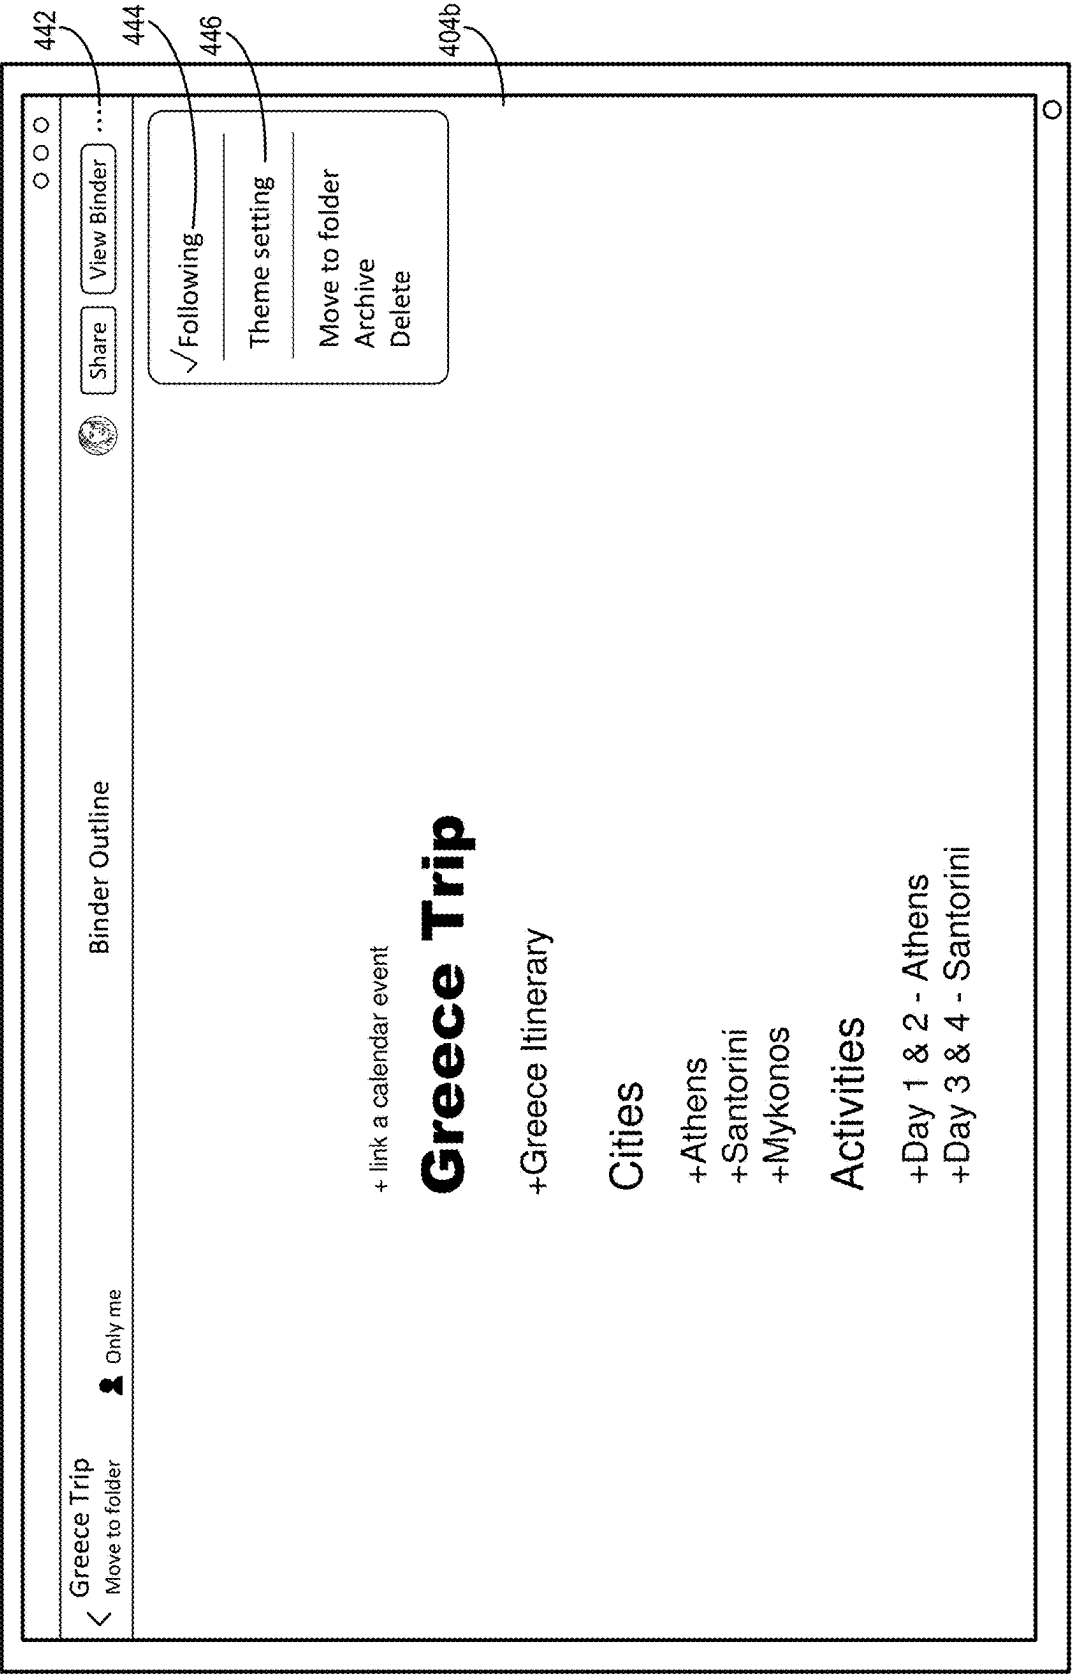 442
444
446
404b
Greece Trip
Move to folder
Only me
Binder Outline
Share
View Binder
....
✓Following
Theme setting
Move to folder
Archive
Delete
+ link a calendar event
Greece Trip
+Greece Itinerary
Cities
+Athens
+Santorini
+Mykonos
Activities
+Day 1 & 2 - Athens
+Day 3 & 4 - Santorini